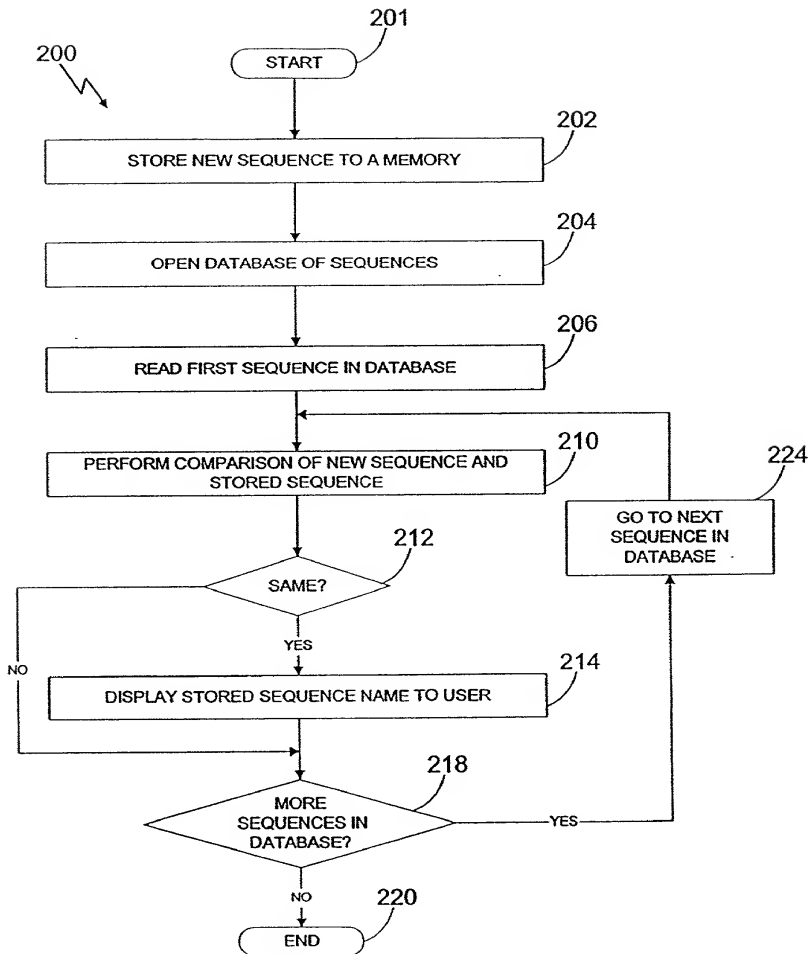 201
START
200
202
STORE NEW SEQUENCE TO A MEMORY
204
OPEN DATABASE OF SEQUENCES
206
READ FIRST SEQUENCE IN DATABASE
210
PERFORM COMPARISON OF NEW SEQUENCE AND
STORED SEQUENCE
224
GO TO NEXT
SEQUENCE IN
DATABASE
212
SAME?
YES
NO
214
DISPLAY STORED SEQUENCE NAME TO USER
218
MORE
SEQUENCES IN
DATABASE?
YES
NO
220
END